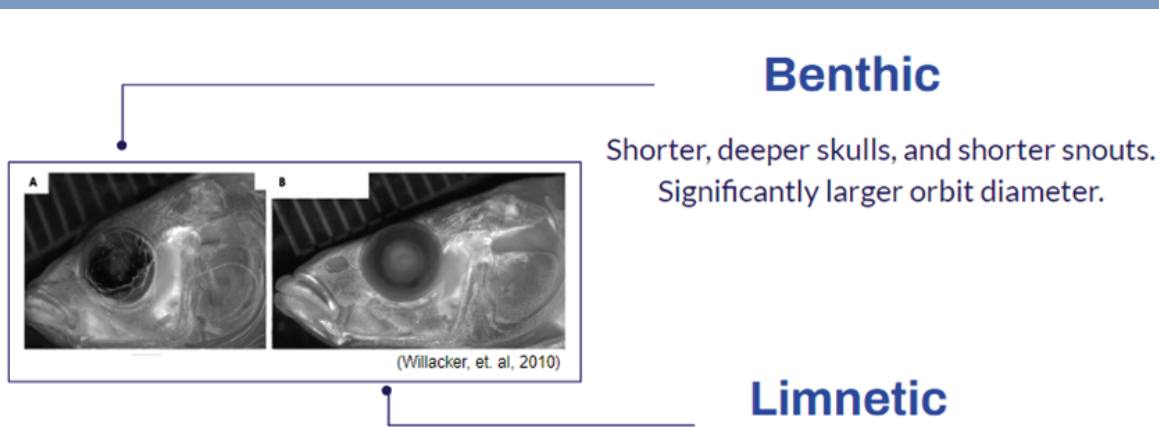 Benthic
Shorter, deeper skulls, and shorter snouts.
Significantly larger orbit diameter.
A
B
(Willacker, et. al, 2010)
Limnetic